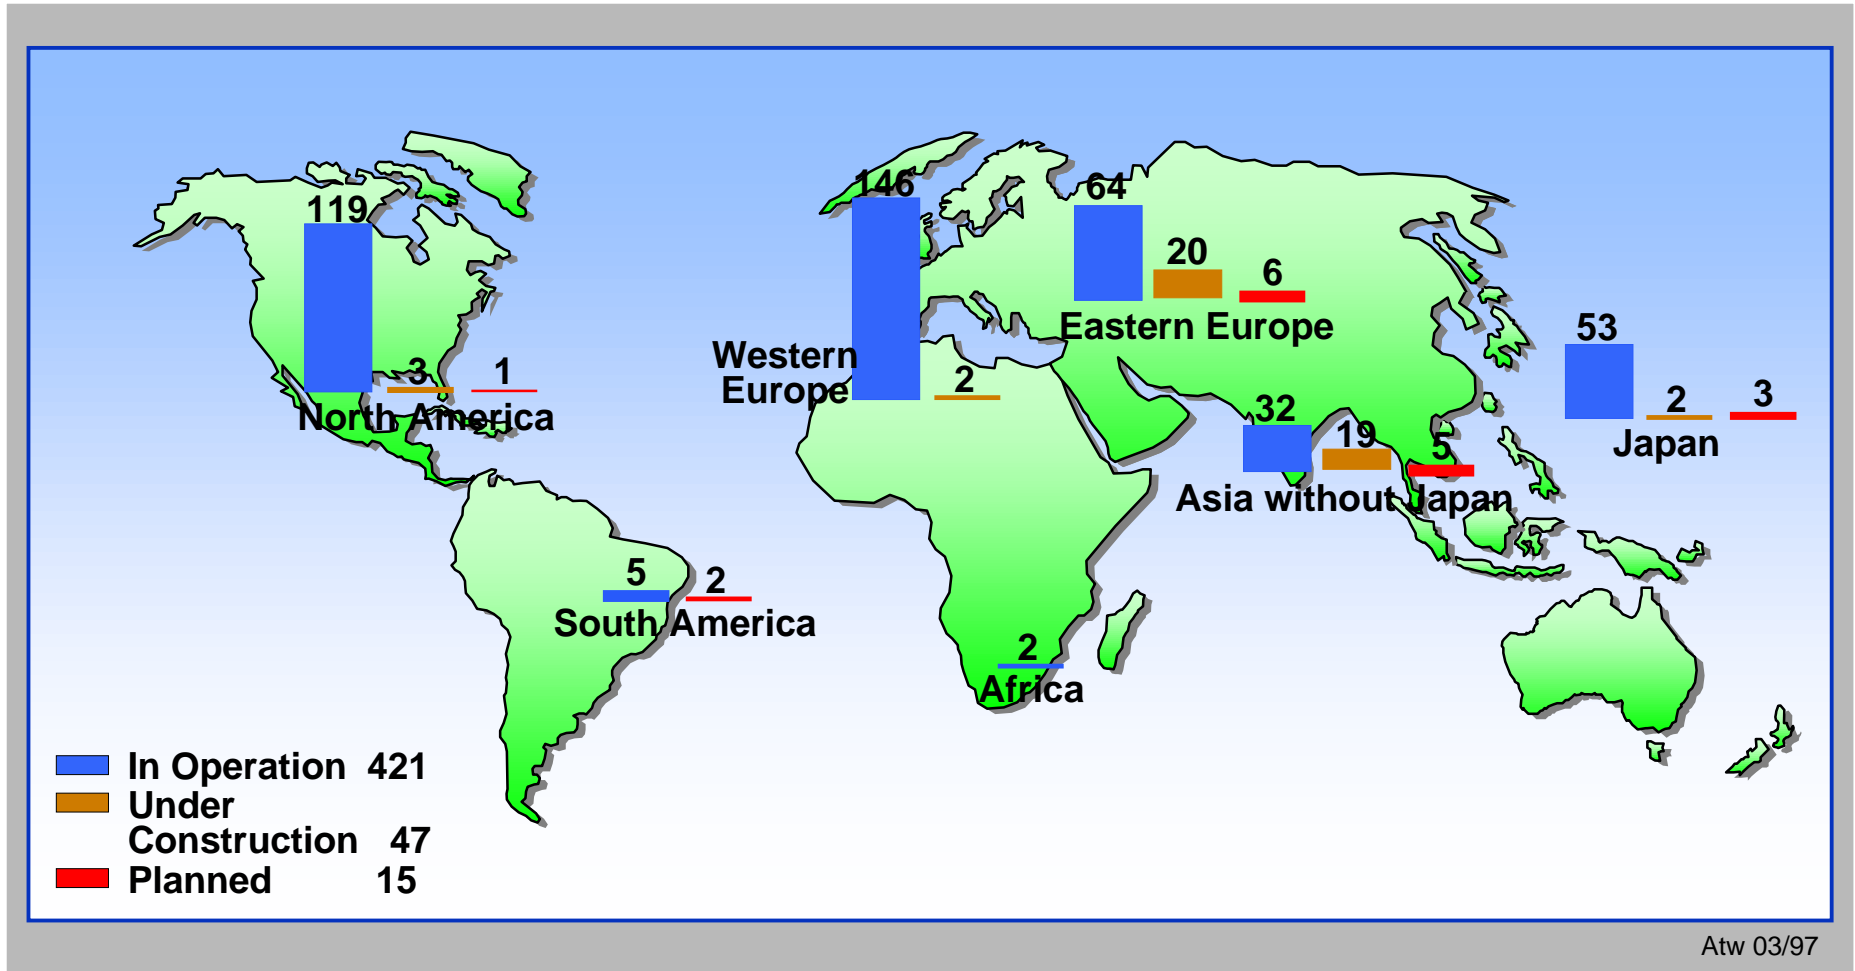 119
3
1
North America
146
2
Western
Europe
64
20
6
Eastern Europe
53
2
3
Japan
32
19
5
Asia without Japan
5
2
South America
2
Africa
In Operation 421
Under
Construction 47
Planned 15
Atw 03/97